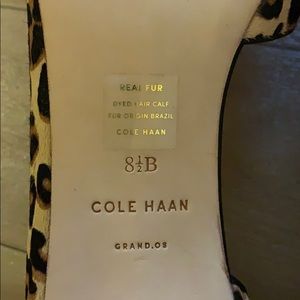 REAL FUR
DYED HAIR CALF
FUR ORIGIN BRAZIL
COLE HAAN
8½B
COLE HAAN
GRAND.OS